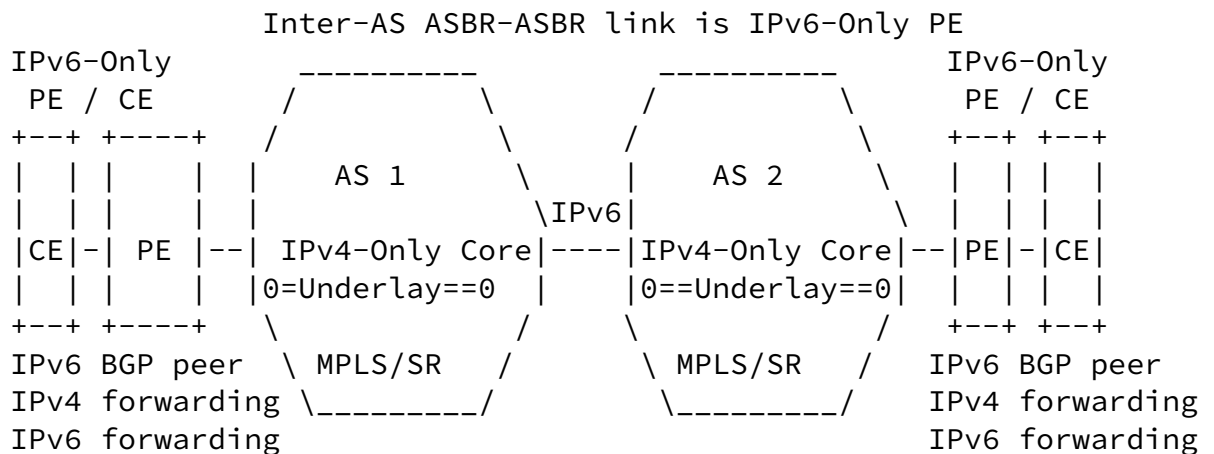 Inter-AS ASBR-ASBR link is IPv6-Only PE
IPv6-Only IPv6-Only
PE / CE PE / CE
AS 1 AS 2
IPv6
CE PE IPv4-Only Core IPv4-Only Core PE CE
0=Underlay==0 0==Underlay==0
IPv6 BGP peer MPLS/SR MPLS/SR IPv6 BGP peer
IPv4 forwarding IPv4 forwarding
IPv6 forwarding IPv6 forwarding